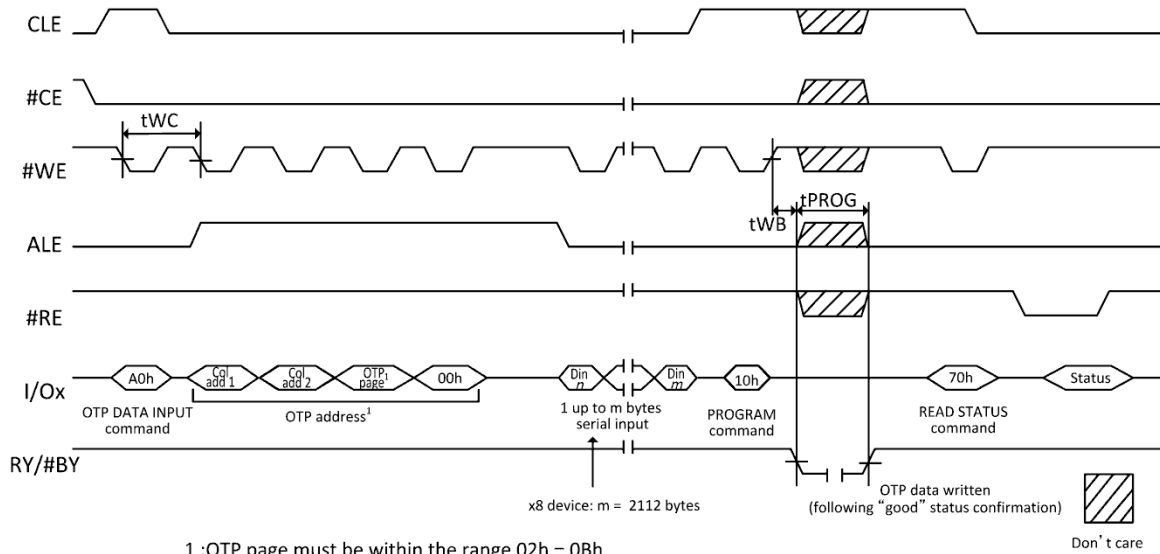 CLE
#CE
tWC
#WE
tWB
tPROG
ALE
#RE
I/Ox
A0h
Col
add 1
Col
add 2
OTP1
page
00h
Din
n
Din
m
10h
70h
Status
OTP DATA INPUT
command
OTP address1
1 up to m bytes
serial input
PROGRAM
command
READ STATUS
command
RY/#BY
x8 device: m = 2112 bytes
OTP data written
(following “good” status confirmation)
Don’t care
1 :OTP page must be within the range 02h – 0Bh